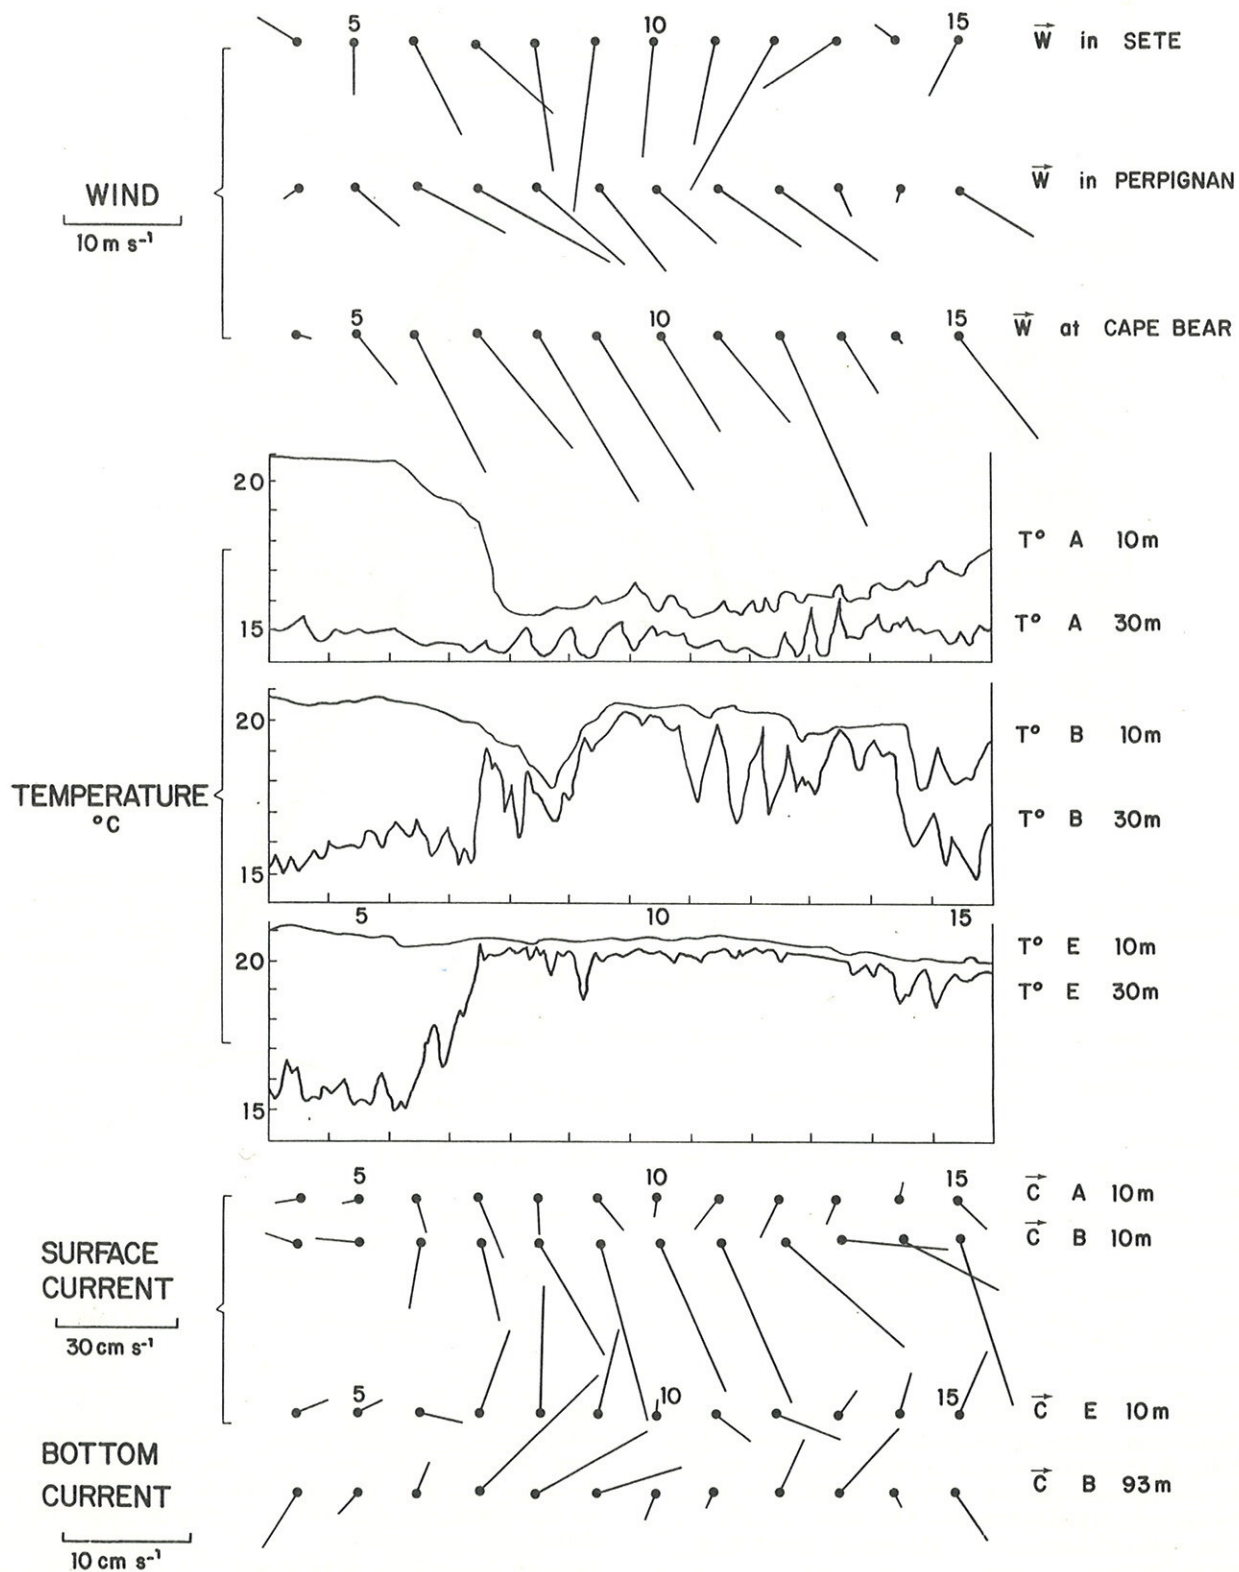 5 10 15
W⃗ in SETE
WIND
10 m s⁻¹
W⃗ in PERPIGNAN
5 10 15
W⃗ at CAPE BEAR
20
T° A 10m
15
T° A 30m
20
T° B 10m
TEMPERATURE
°C
T° B 30m
15
5 10 15
T° E 10m
20
T° E 30m
15
5 10 15
C⃗ A 10m
C⃗ B 10m
SURFACE
CURRENT
30 cm s⁻¹
5 10 15
C⃗ E 10m
BOTTOM
CURRENT
C⃗ B 93m
10 cm s⁻¹